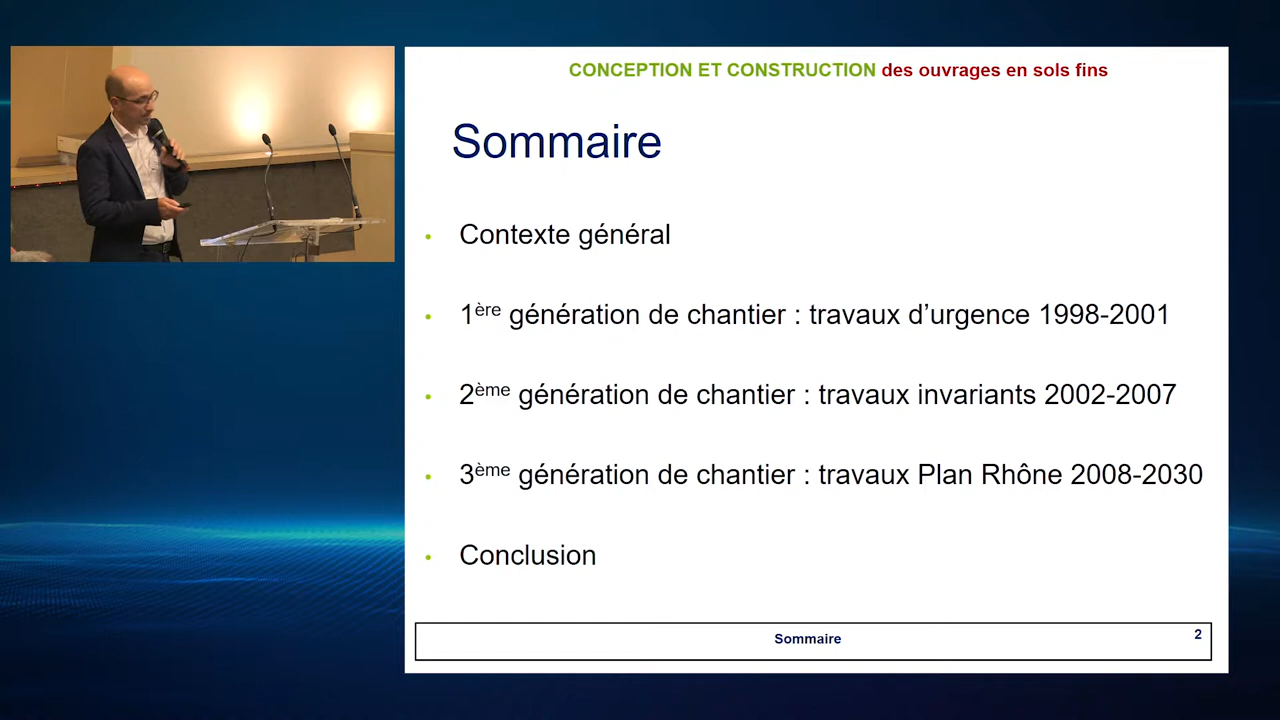 CONCEPTION ET CONSTRUCTION des ouvrages en sols fins
Sommaire
• Contexte général
• 1ère génération de chantier : travaux d’urgence 1998-2001
• 2ème génération de chantier : travaux invariants 2002-2007
• 3ème génération de chantier : travaux Plan Rhône 2008-2030
• Conclusion
Sommaire
2